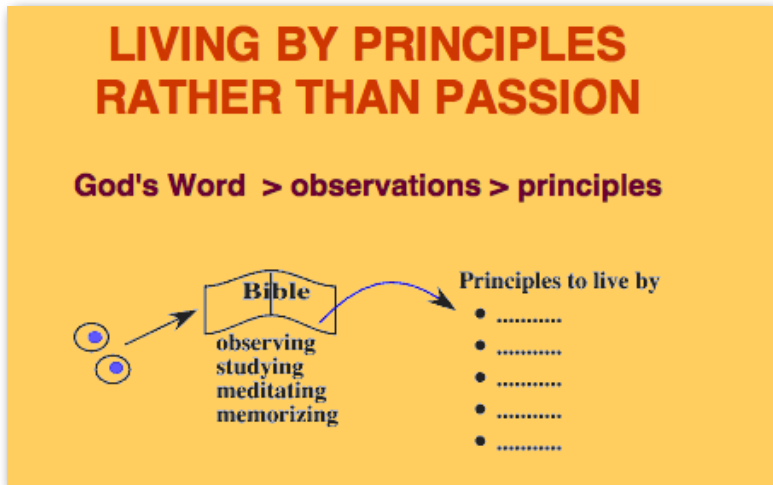 LIVING BY PRINCIPLES
RATHER THAN PASSION
God's Word > observations > principles
Bible
observing
studying
meditating
memorizing
Principles to live by
• ...........
• ...........
• ...........
• ...........
• ...........